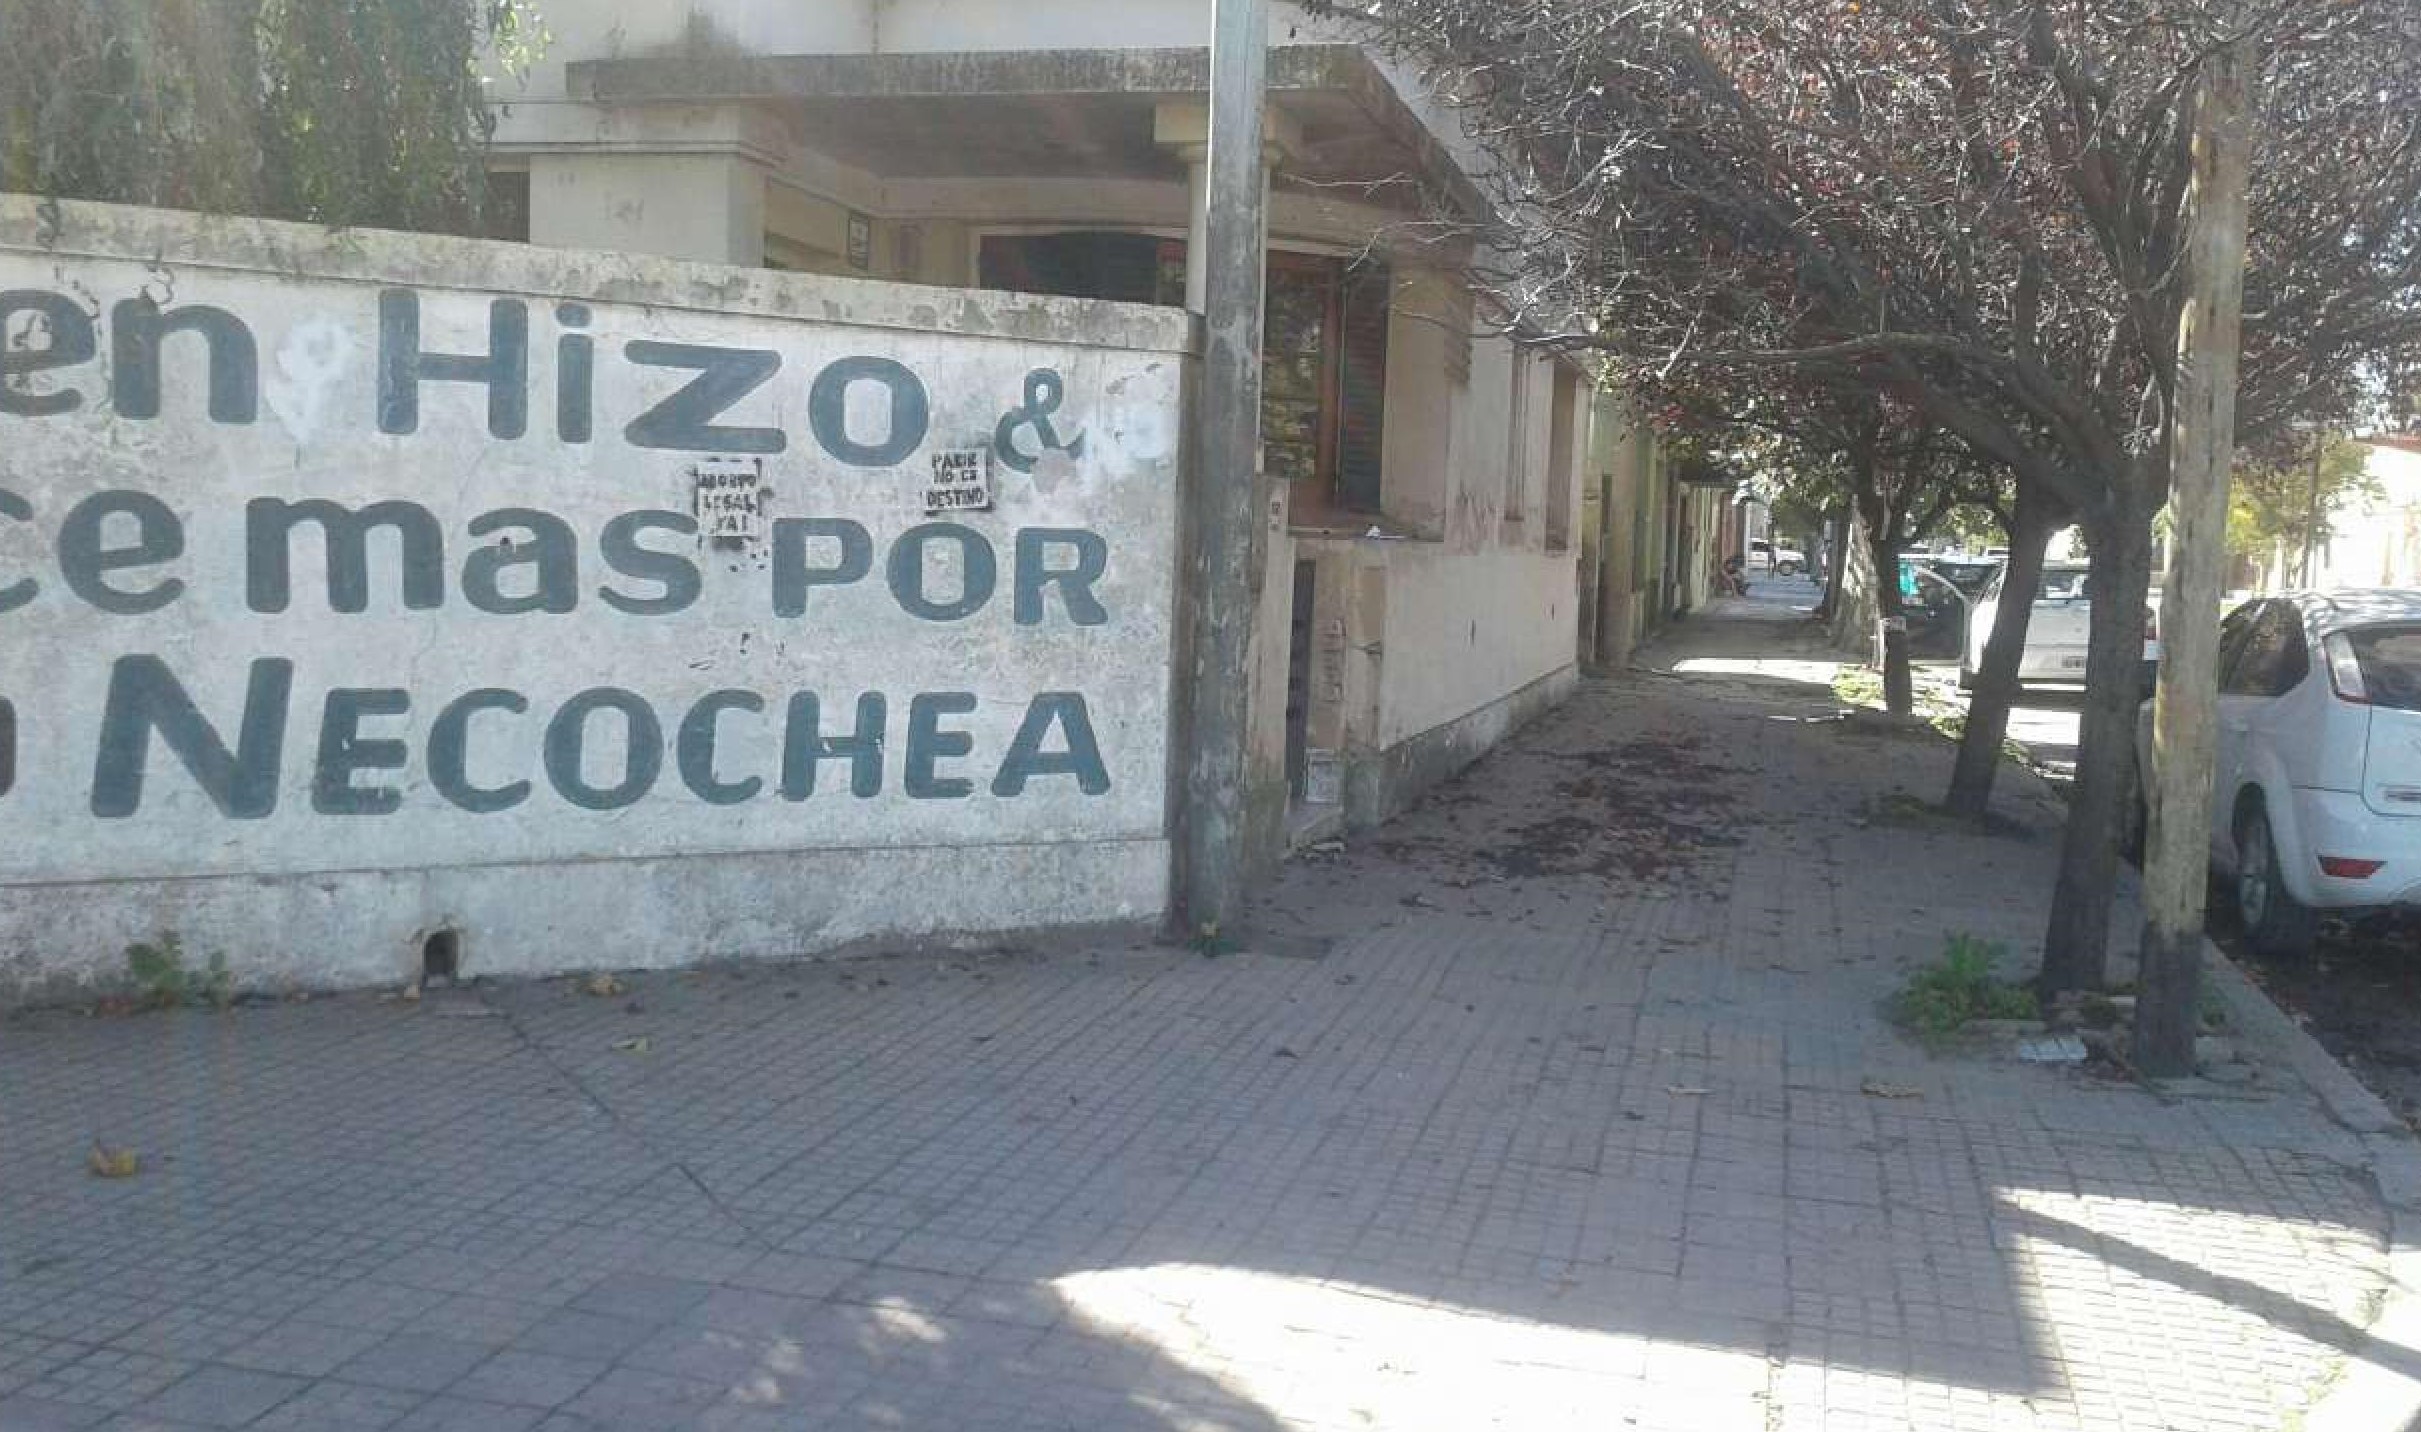 en Hizo &
ce mas POR
NECOCHEA
ABORTO
LEGAL
YA!
PARIR
NO ES
DESTINO